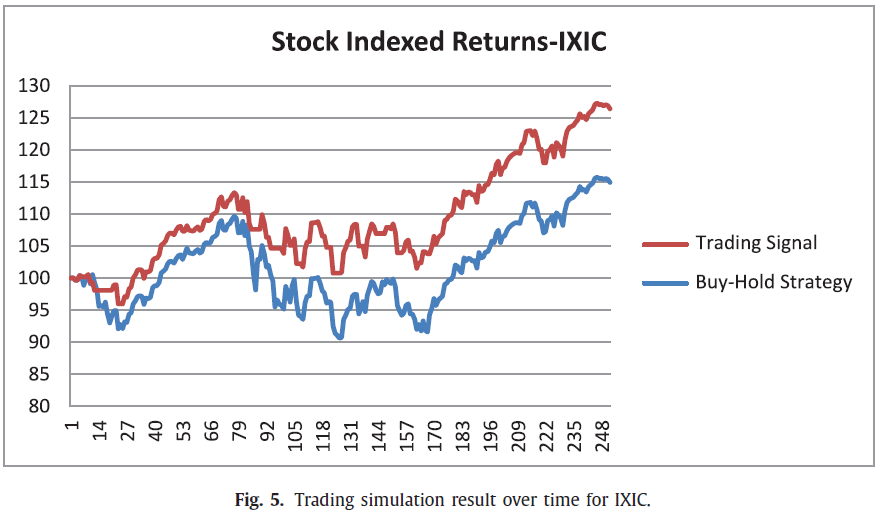 Stock Indexed Returns-IXIC
130
125
120
115
110
105
100
95
90
85
80
1 14 27 40 53 66 79 92 105 118 131 144 157 170 183 196 209 222 235 248
Trading Signal
Buy-Hold Strategy
Fig. 5. Trading simulation result over time for IXIC.